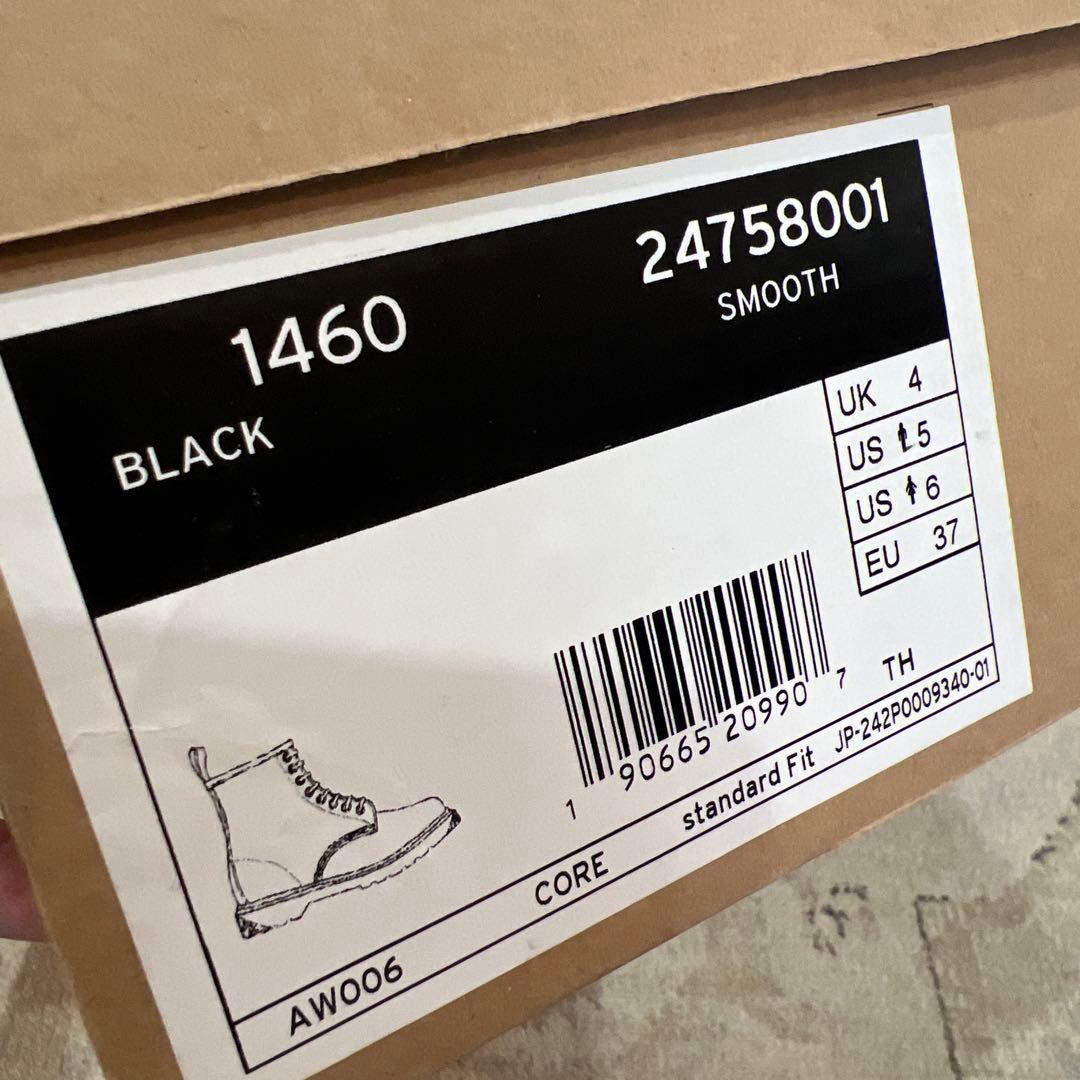 1460
24758001
SMOOTH
BLACK
UK 4
US 5
US 6
EU 37
1 90665 20990 7
TH
AW006
CORE
standard Fit
JP-242P0009340-01